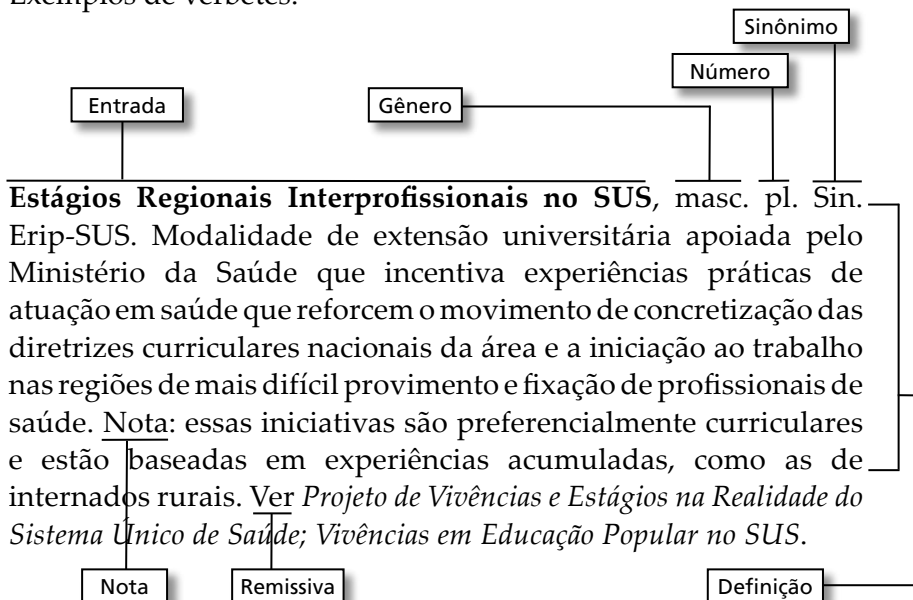 Exemplos de verbetes:
Sinônimo
Número
Entrada
Gênero
Estágios Regionais Interprofissionais no SUS, masc. pl. Sin.
Erip-SUS. Modalidade de extensão universitária apoiada pelo
Ministério da Saúde que incentiva experiências práticas de
atuação em saúde que reforcem o movimento de concretização das
diretrizes curriculares nacionais da área e a iniciação ao trabalho
nas regiões de mais difícil provimento e fixação de profissionais de
saúde. Nota: essas iniciativas são preferencialmente curriculares
e estão baseadas em experiências acumuladas, como as de
internados rurais. Ver Projeto de Vivências e Estágios na Realidade do
Sistema Único de Saúde; Vivências em Educação Popular no SUS.
Nota
Remissiva
Definição